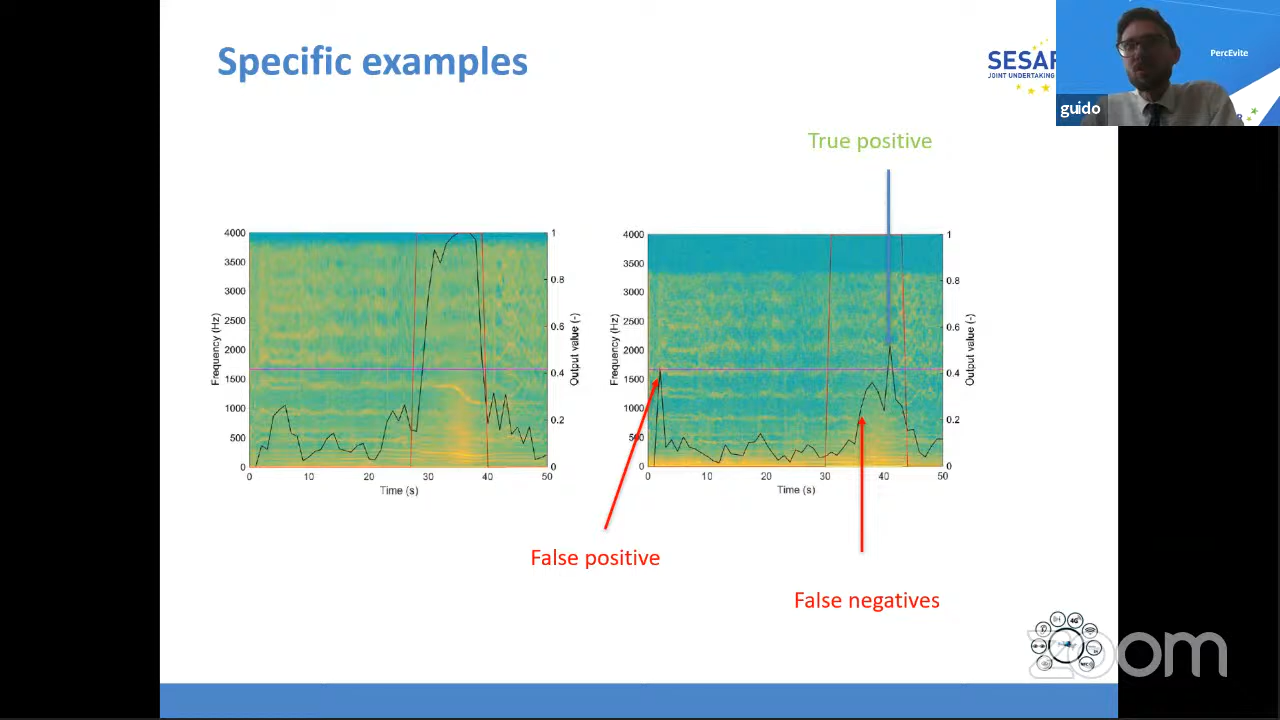 Specific examples
SESAR
JOINT UNDERTAKING
PercEvite
guido
True positive
4000
3500
3000
2500
2000
1500
1000
500
0
Frequency (Hz)
0
10
20
30
40
50
Time (s)
1
0.8
0.6
0.4
0.2
0
Output value (-)
4000
3500
3000
2500
2000
1500
1000
500
0
Frequency (Hz)
0
10
20
30
40
50
Time (s)
1
0.8
0.6
0.4
0.2
0
Output value (-)
False positive
False negatives
4G
zoom